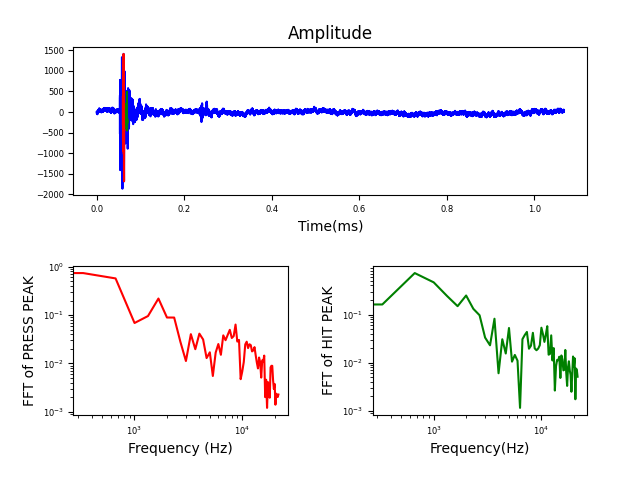 Amplitude
1500
1000
500
0
−500
−1000
−1500
−2000
0.0 0.2 0.4 0.6 0.8 1.0
Time(ms)
FFT of PRESS PEAK
10⁰
10⁻¹
10⁻²
10⁻³
10³ 10⁴
Frequency (Hz)
FFT of HIT PEAK
10⁻¹
10⁻²
10⁻³
10³ 10⁴
Frequency(Hz)